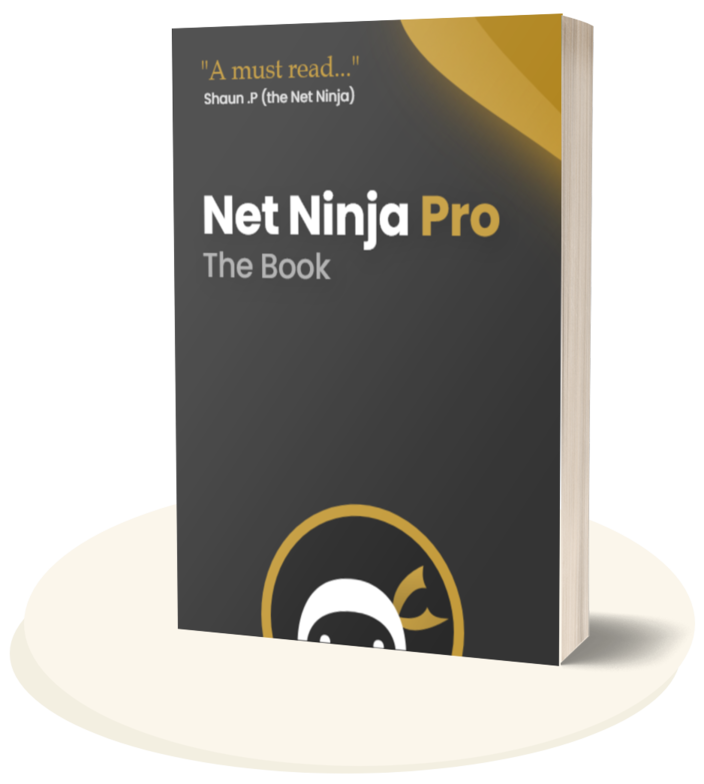 "A must read..."
Shaun .P (the Net Ninja)
Net Ninja Pro
The Book